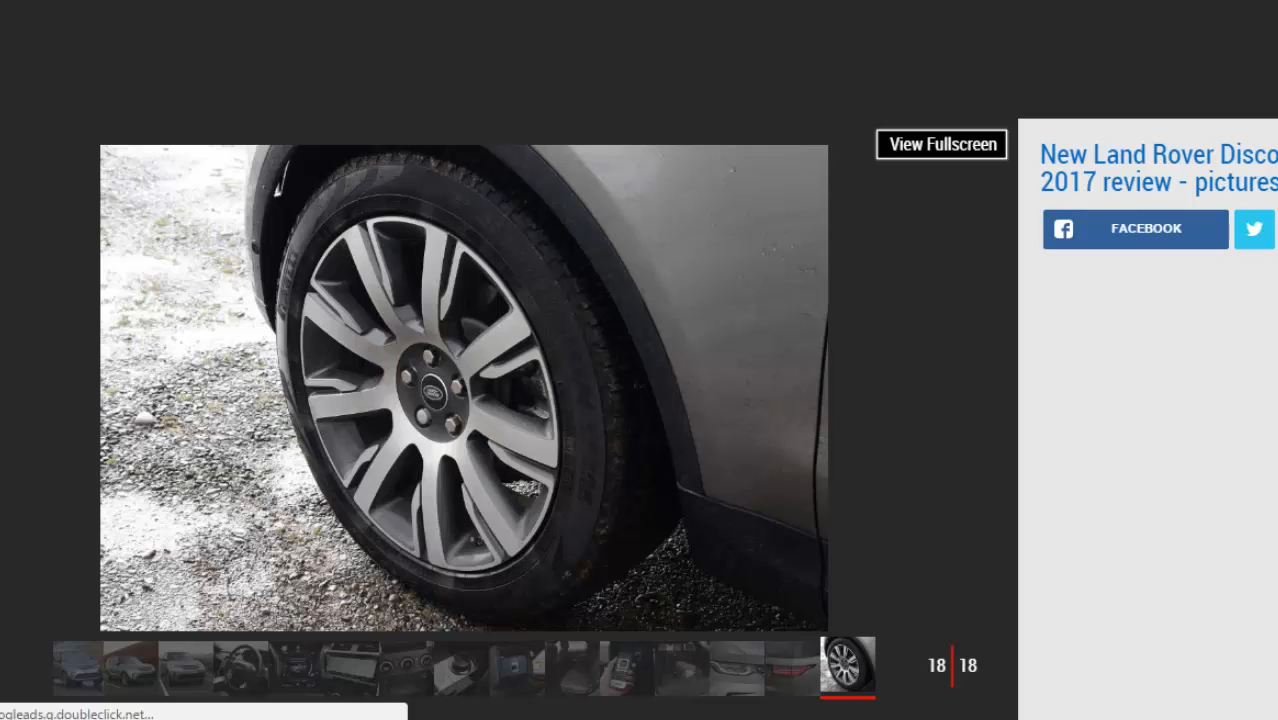 View Fullscreen
New Land Rover Disco
2017 review - pictures
FACEBOOK
18 18
ogleads.g.doubleclick.net...